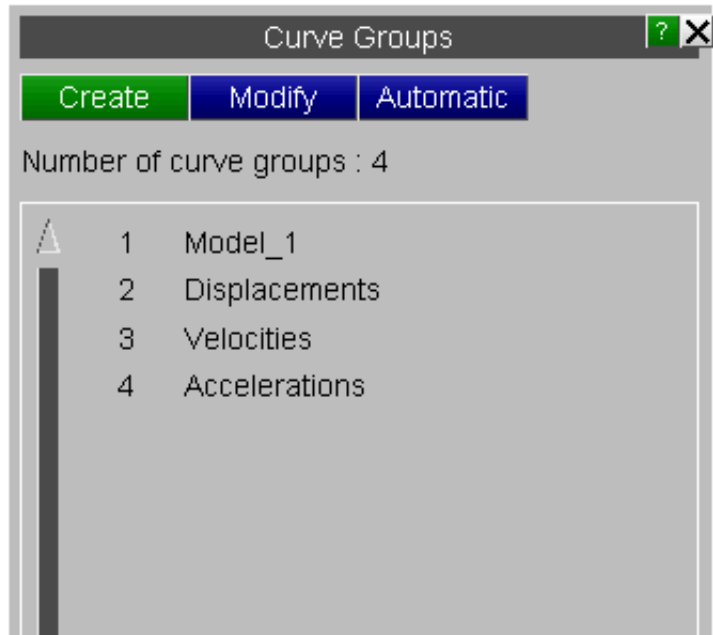 Curve Groups ?
Create Modify Automatic
Number of curve groups : 4
1 Model_1
2 Displacements
3 Velocities
4 Accelerations